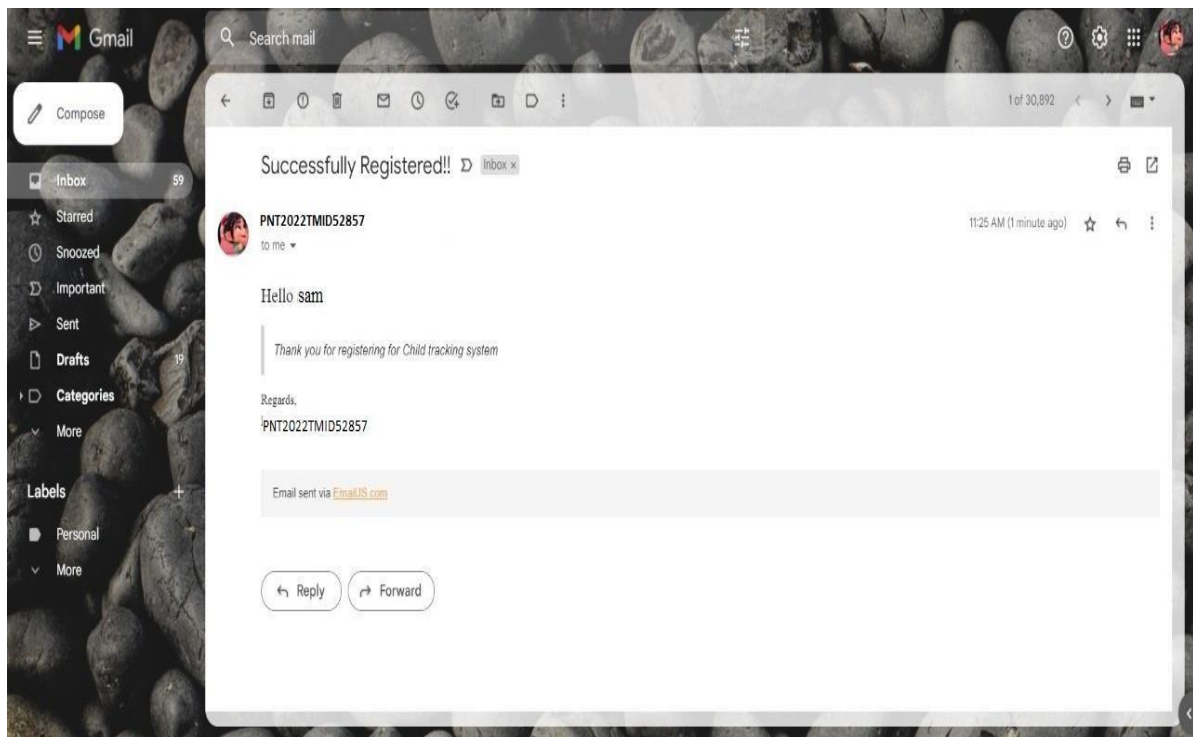 Gmail
Search mail
Compose
1 of 30,892
Inbox 59
Starred
Snoozed
Important
Sent
Drafts 19
Categories
More
Labels +
Personal
More
Successfully Registered!! Inbox ×
PNT2022TMID52857
11:25 AM (1 minute ago)
to me
Hello sam
Thank you for registering for Child tracking system
Regards,
PNT2022TMID52857
Email sent via EmailJS.com
Reply Forward